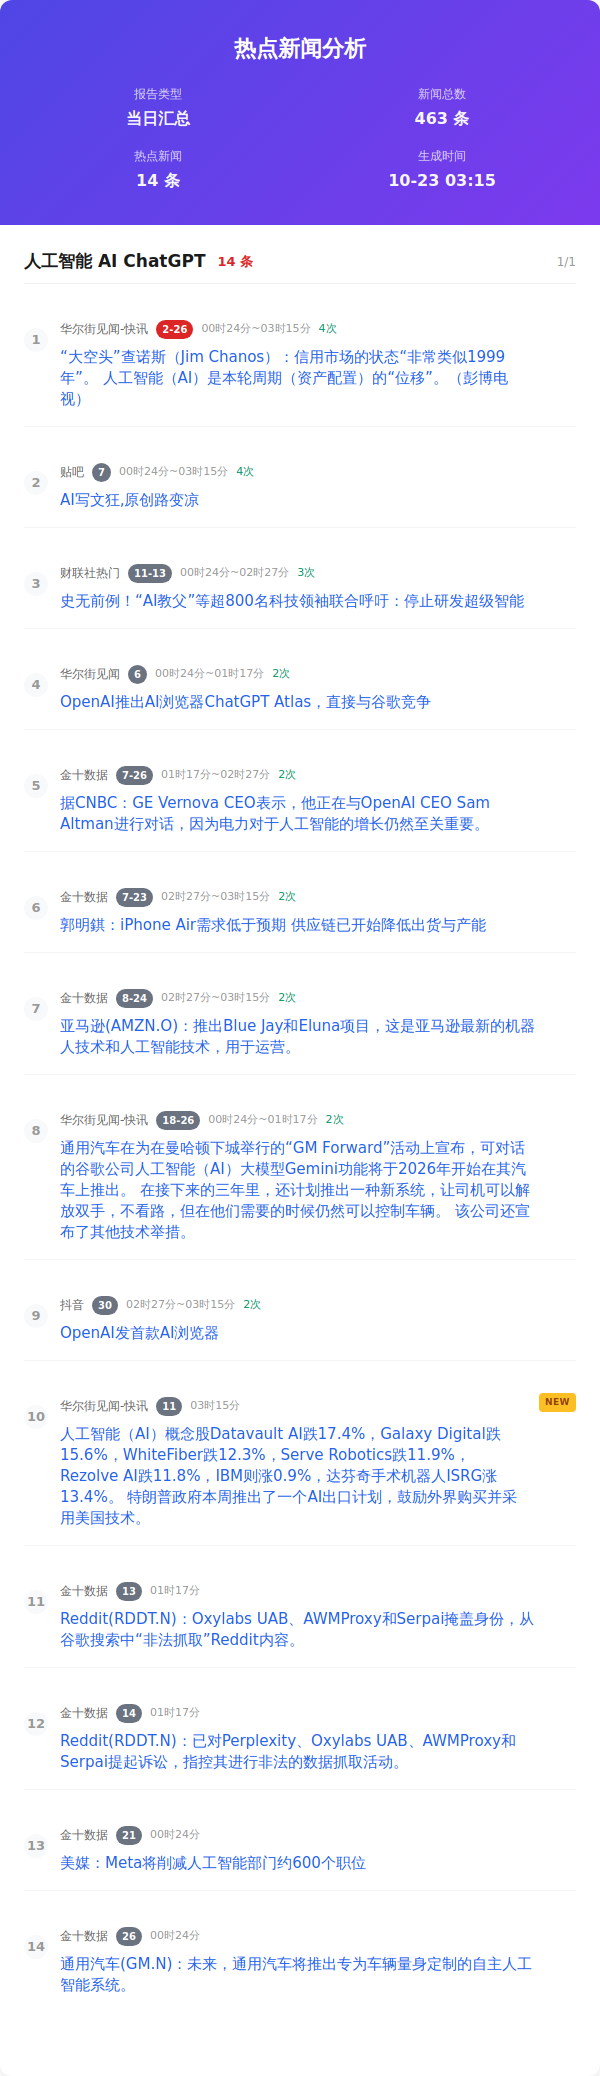 热点新闻分析
报告类型
当日汇总
新闻总数
463 条
热点新闻
14 条
生成时间
10-23 03:15
人工智能 AI ChatGPT 14 条 1/1
1
华尔街见闻-快讯 2-26 00时24分~03时15分 4次
“大空头”查诺斯（Jim Chanos）：信用市场的状态“非常类似1999
年”。 人工智能（AI）是本轮周期（资产配置）的“位移”。（彭博电
视）
2
贴吧 7 00时24分~03时15分 4次
AI写文狂,原创路变凉
3
财联社热门 11-13 00时24分~02时27分 3次
史无前例！“AI教父”等超800名科技领袖联合呼吁：停止研发超级智能
4
华尔街见闻 6 00时24分~01时17分 2次
OpenAI推出AI浏览器ChatGPT Atlas，直接与谷歌竞争
5
金十数据 7-26 01时17分~02时27分 2次
据CNBC：GE Vernova CEO表示，他正在与OpenAI CEO Sam
Altman进行对话，因为电力对于人工智能的增长仍然至关重要。
6
金十数据 7-23 02时27分~03时15分 2次
郭明錤：iPhone Air需求低于预期 供应链已开始降低出货与产能
7
金十数据 8-24 02时27分~03时15分 2次
亚马逊(AMZN.O)：推出Blue Jay和Eluna项目，这是亚马逊最新的机器
人技术和人工智能技术，用于运营。
8
华尔街见闻-快讯 18-26 00时24分~01时17分 2次
通用汽车在为在曼哈顿下城举行的“GM Forward”活动上宣布，可对话
的谷歌公司人工智能（AI）大模型Gemini功能将于2026年开始在其汽
车上推出。 在接下来的三年里，还计划推出一种新系统，让司机可以解
放双手，不看路，但在他们需要的时候仍然可以控制车辆。 该公司还宣
布了其他技术举措。
9
抖音 30 02时27分~03时15分 2次
OpenAI发首款AI浏览器
10
华尔街见闻-快讯 11 03时15分 NEW
人工智能（AI）概念股Datavault AI跌17.4%，Galaxy Digital跌
15.6%，WhiteFiber跌12.3%，Serve Robotics跌11.9%，
Rezolve AI跌11.8%，IBM则涨0.9%，达芬奇手术机器人ISRG涨
13.4%。 特朗普政府本周推出了一个AI出口计划，鼓励外界购买并采
用美国技术。
11
金十数据 13 01时17分
Reddit(RDDT.N)：Oxylabs UAB、AWMProxy和Serpai掩盖身份，从
谷歌搜索中“非法抓取”Reddit内容。
12
金十数据 14 01时17分
Reddit(RDDT.N)：已对Perplexity、Oxylabs UAB、AWMProxy和
Serpai提起诉讼，指控其进行非法的数据抓取活动。
13
金十数据 21 00时24分
美媒：Meta将削减人工智能部门约600个职位
14
金十数据 26 00时24分
通用汽车(GM.N)：未来，通用汽车将推出专为车辆量身定制的自主人工
智能系统。